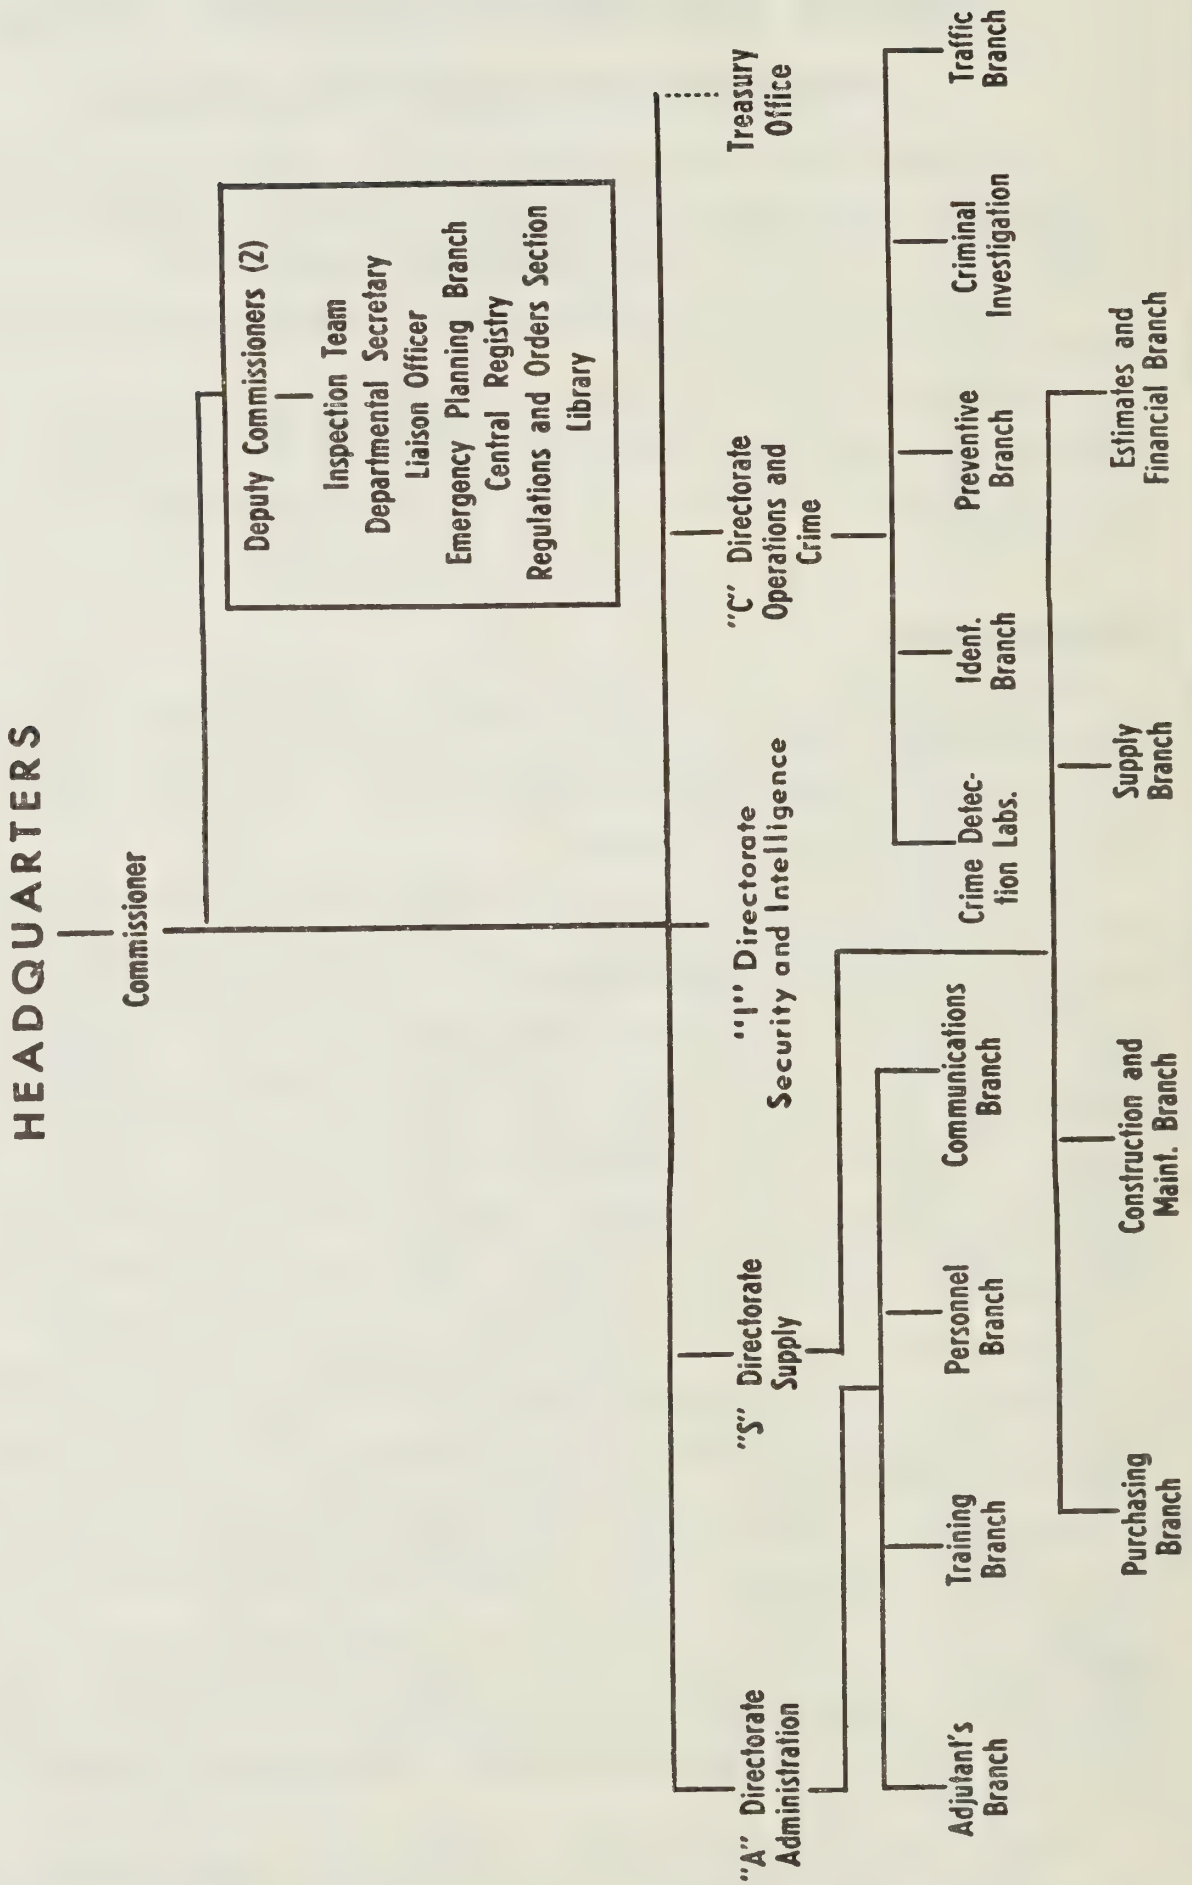 HEADQUARTERS
Commissioner
Deputy Commissioners (2)
Inspection Team
Departmental Secretary
Liaison Officer
Emergency Planning Branch
Central Registry
Regulations and Orders Section
Library
"A" Directorate
Administration
"S" Directorate
Supply
"I" Directorate
Security and Intelligence
"C" Directorate
Operations and
Crime
Treasury
Office
Adjutant's
Branch
Training
Branch
Personnel
Branch
Communications
Branch
Crime Detec-
tion Labs.
Ident.
Branch
Preventive
Branch
Criminal
Investigation
Traffic
Branch
Purchasing
Branch
Construction and
Maint. Branch
Supply
Branch
Estimates and
Financial Branch